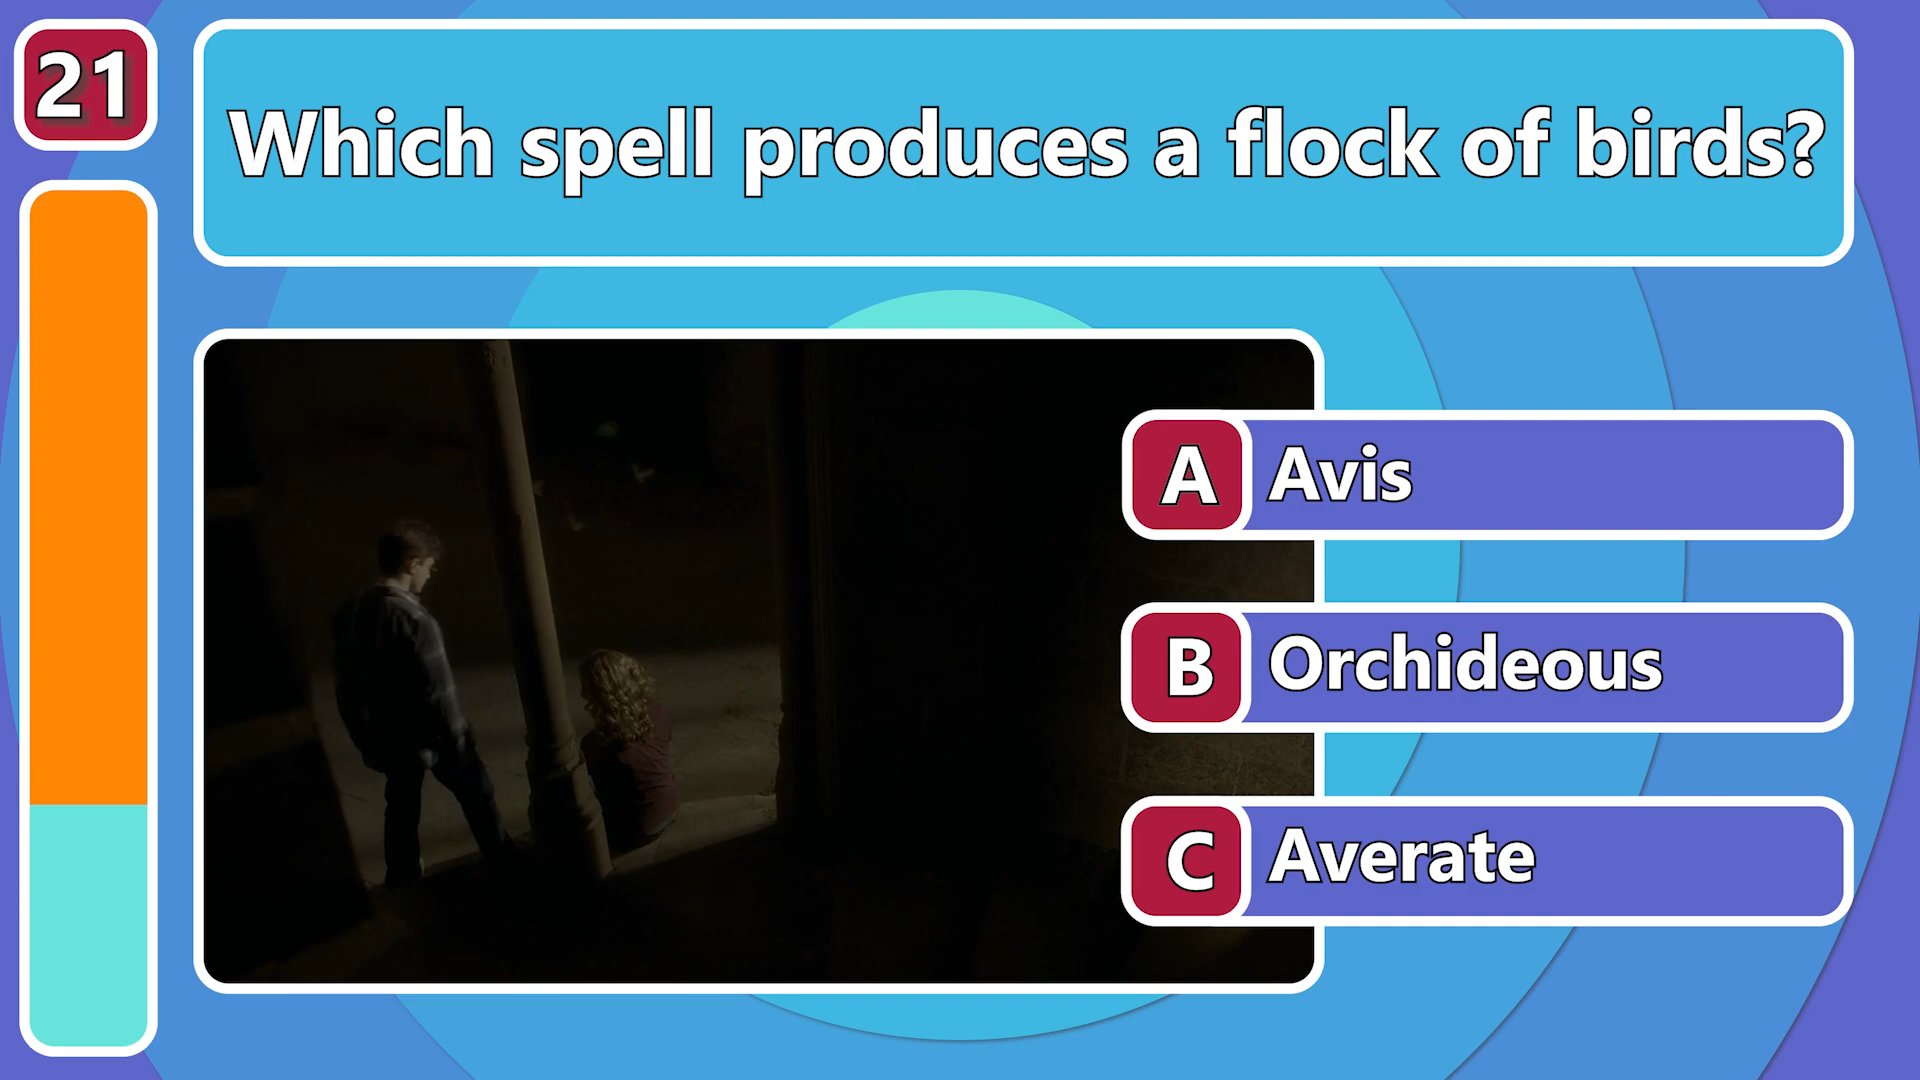 21
Which spell produces a flock of birds?
A Avis
B Orchideous
C Averate